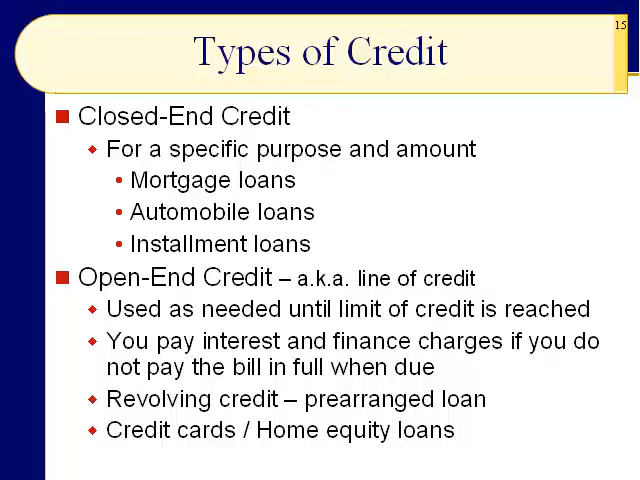 15
Types of Credit
Closed-End Credit
For a specific purpose and amount
Mortgage loans
Automobile loans
Installment loans
Open-End Credit – a.k.a. line of credit
Used as needed until limit of credit is reached
You pay interest and finance charges if you do
not pay the bill in full when due
Revolving credit – prearranged loan
Credit cards / Home equity loans